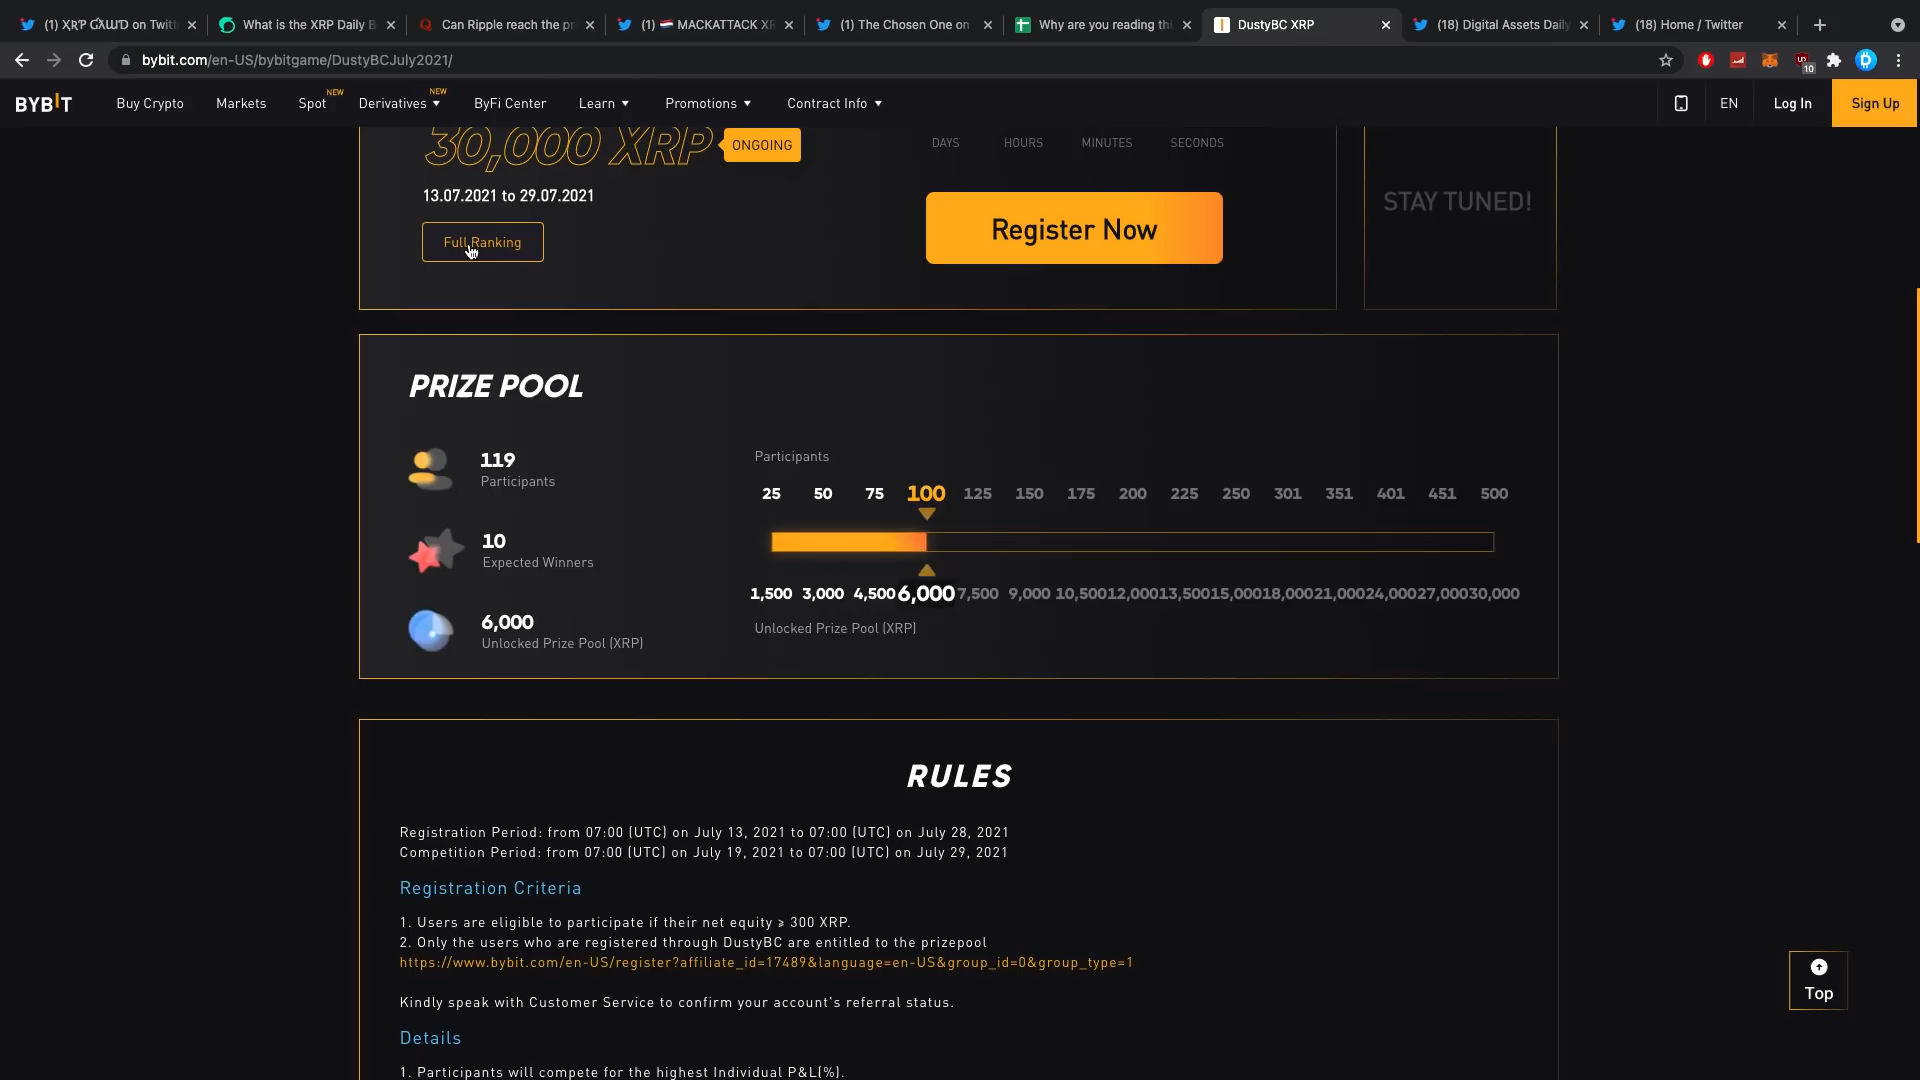 (1) XRP GXWD on Twitt
What is the XRP Daily B
Can Ripple reach the pr
(1) MACKATTACK XR
(1) The Chosen One on
Why are you reading thi
DustyBC XRP
(18) Digital Assets Daily
(18) Home / Twitter
bybit.com/en-US/bybitgame/DustyBCJuly2021/
10
BYBIT
Buy Crypto
Markets
Spot NEW
Derivatives NEW
ByFi Center
Learn
Promotions
Contract Info
EN
Log In
Sign Up
30,000 XRP
ONGOING
DAYS HOURS MINUTES SECONDS
13.07.2021 to 29.07.2021
Full Ranking
Register Now
STAY TUNED!
PRIZE POOL
119
Participants
10
Expected Winners
6,000
Unlocked Prize Pool (XRP)
Participants
25 50 75 100 125 150 175 200 225 250 301 351 401 451 500
1,500 3,000 4,500 6,000 7,500 9,000 10,500 12,000 13,500 15,000 18,000 21,000 24,000 27,000 30,000
Unlocked Prize Pool (XRP)
RULES
Registration Period: from 07:00 (UTC) on July 13, 2021 to 07:00 (UTC) on July 28, 2021
Competition Period: from 07:00 (UTC) on July 19, 2021 to 07:00 (UTC) on July 29, 2021
Registration Criteria
1. Users are eligible to participate if their net equity ≥ 300 XRP.
2. Only the users who are registered through DustyBC are entitled to the prizepool
https://www.bybit.com/en-US/register?affiliate_id=17489&language=en-US&group_id=0&group_type=1
Kindly speak with Customer Service to confirm your account's referral status.
Details
1. Participants will compete for the highest Individual P&L(%).
Top